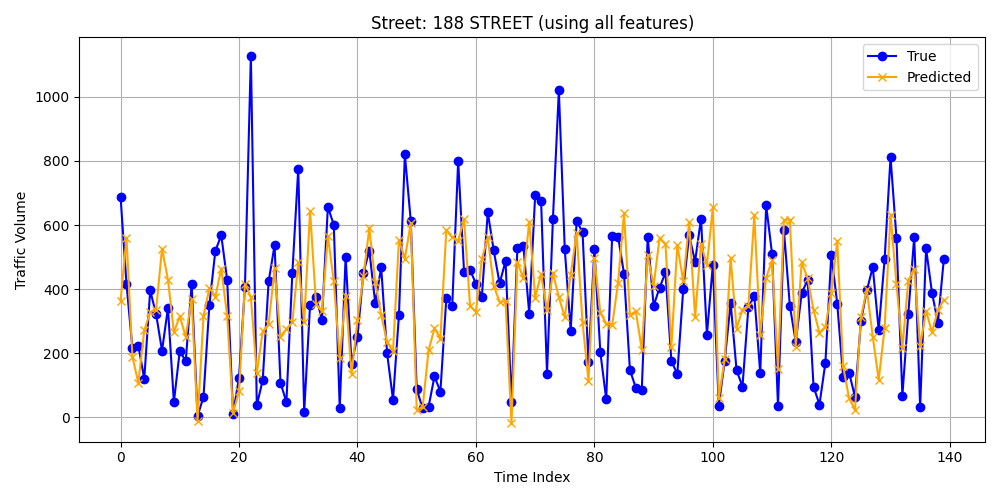 Street: 188 STREET (using all features)
True
Predicted
Traffic Volume
1000
800
600
400
200
0
0 20 40 60 80 100 120 140
Time Index